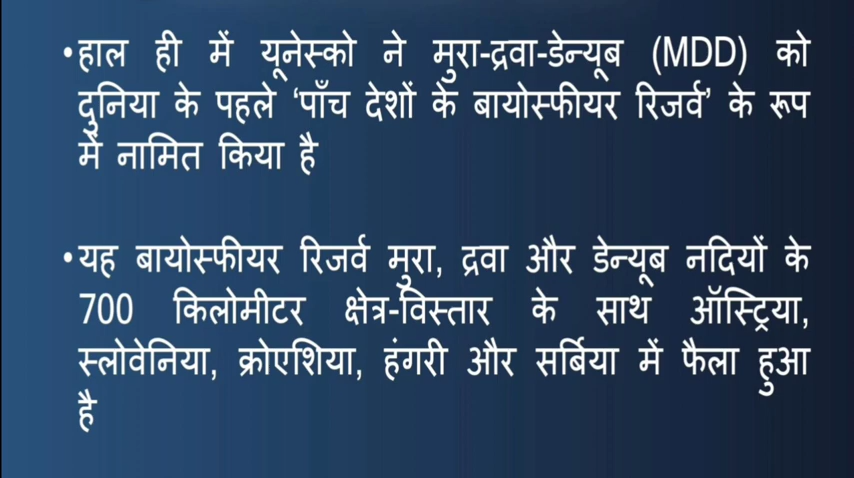 •हाल ही में यूनेस्को ने मुरा-द्रवा-डेन्यूब (MDD) को
दुनिया के पहले ‘पाँच देशों के बायोस्फीयर रिजर्व’ के रूप
में नामित किया है
•यह बायोस्फीयर रिजर्व मुरा, द्रवा और डेन्यूब नदियों के
700 किलोमीटर क्षेत्र-विस्तार के साथ ऑस्ट्रिया,
स्लोवेनिया, क्रोएशिया, हंगरी और सर्बिया में फैला हुआ
है